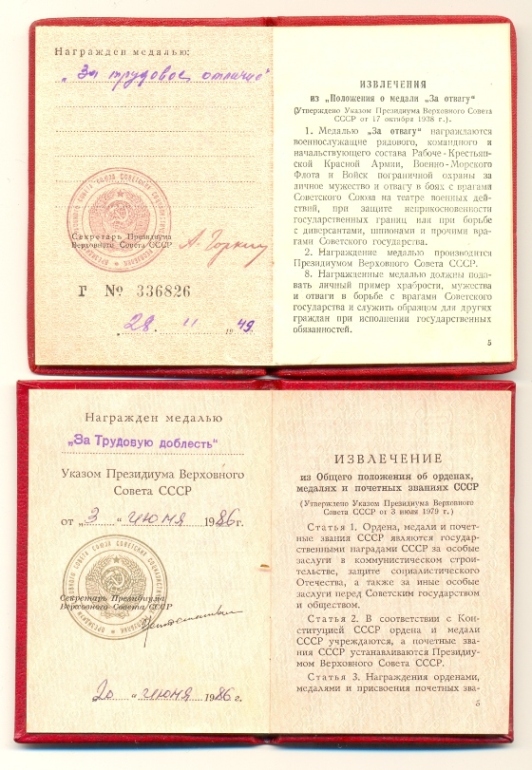 Награжден медалью:
„За трудовое отличие"
Секретарь Президиума
Верховного Совета СССР
А. Горкин
Г № 336826
„28 „ 11 „ 1949
ИЗВЛЕЧЕНИЯ
из „Положения о медали „За отвагу"
(Утверждено Указом Президиума Верховного Совета
СССР от 17 октября 1938 г.).
1. Медалью „За отвагу" награждаются
военнослужащие рядового, командного и
начальствующего состава Рабоче-Крестьян-
ской Красной Армии, Военно-Морского
Флота и Войск пограничной охраны за
личное мужество и отвагу в боях с врагами
Советского Союза на театре военных дей-
ствий, при защите неприкосновенности
государственных границ или при борьбе
с диверсантами, шпионами и прочими вра-
гами Советского государства.
2. Награждение медалью производится
Президиумом Верховного Совета СССР.
8. Награжденные медалью должны пода-
вать личный пример храбрости, мужества
и отваги в борьбе с врагами Советского
государства и служить образцом для других
граждан при исполнении государственных
обязанностей.
5
Награжден медалью
„За Трудовую доблесть"
Указом Президиума Верховного
Совета СССР
от „3 „ июня 1986г.
Секретарь Президиума
Верховного Совета СССР
„20 „ июня 1986г.
ИЗВЛЕЧЕНИЕ
из Общего положения об орденах,
медалях и почетных званиях СССР
(Утверждено Указом Президиума Верховного
Совета СССР от 3 июля 1979 г.)
Статья 1. Ордена, медали и почет-
ные звания СССР являются государ-
ственными наградами СССР за особые
заслуги в коммунистическом строи-
тельстве, защите социалистического
Отечества, а также за иные особые
заслуги перед Советским государством
и обществом.
Статья 2. В соответствии с Кон-
ституцией СССР ордена и медали
СССР учреждаются, а почетные зва-
ния СССР устанавливаются Президиу-
мом Верховного Совета СССР.
Статья 3. Награждения орденами,
медалями и присвоения почетных зва-
5